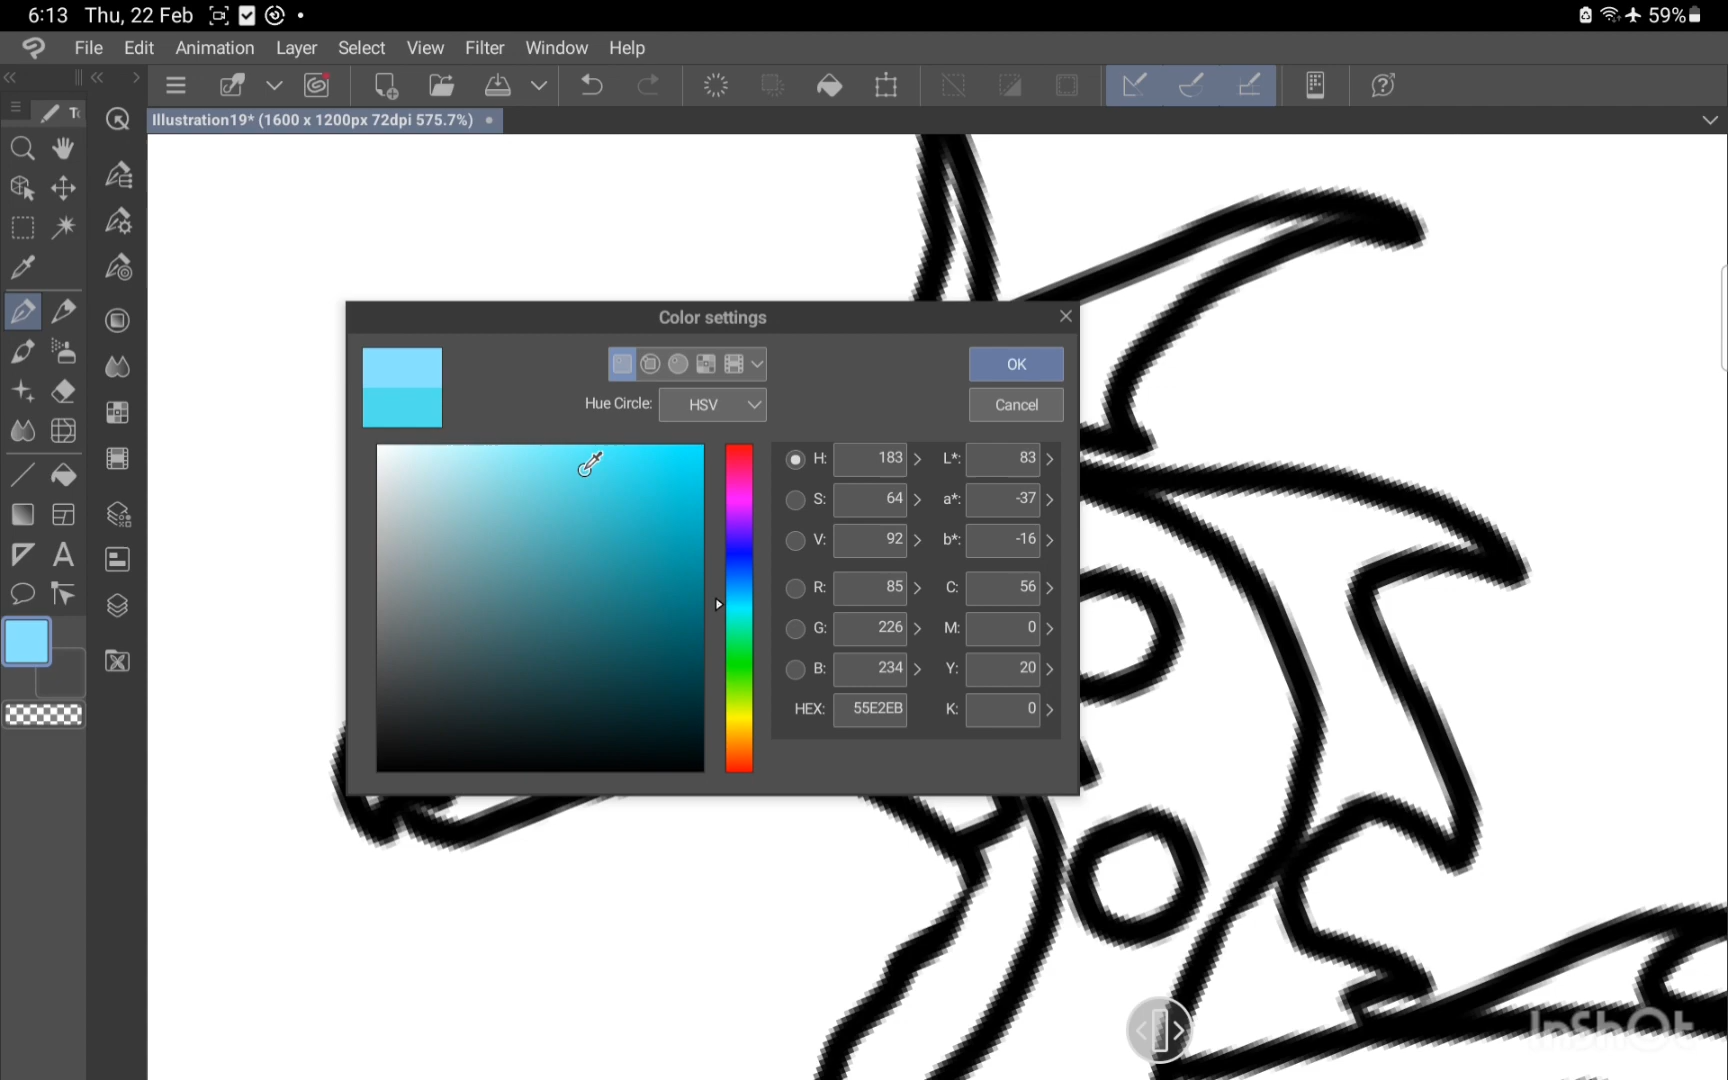 6:13 Thu, 22 Feb 59%
File Edit Animation Layer Select View Filter Window Help
Illustration19* (1600 x 1200px 72dpi 575.7%)
Color settings
OK
Hue Circle: HSV
Cancel
H: 183 L*: 83
S: 64 a*: -37
V: 92 b*: -16
R: 85 C: 56
G: 226 M: 0
B: 234 Y: 20
HEX: 55E2EB K: 0
InShOt